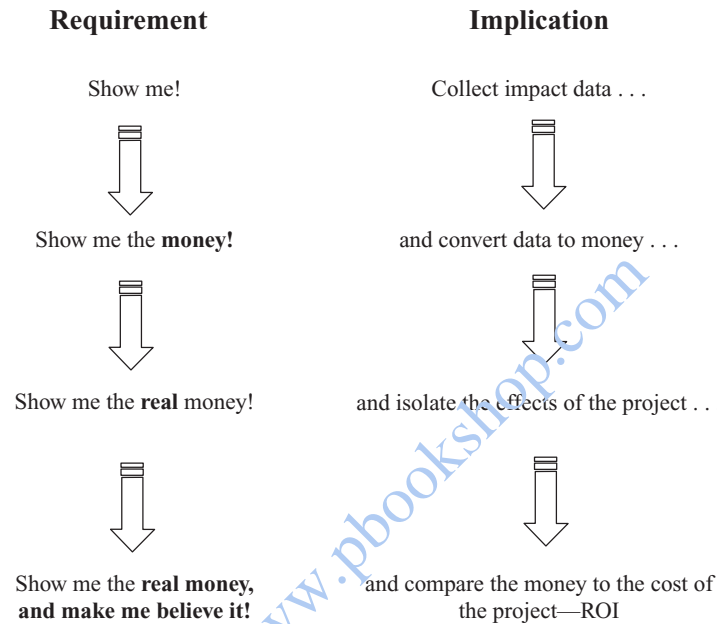 Requirement
Implication
Show me!
Collect impact data . . .
Show me the money!
and convert data to money . . .
Show me the real money!
and isolate the effects of the project . .
Show me the real money,
and make me believe it!
and compare the money to the cost of
the project—ROI
www.pbookshop.com